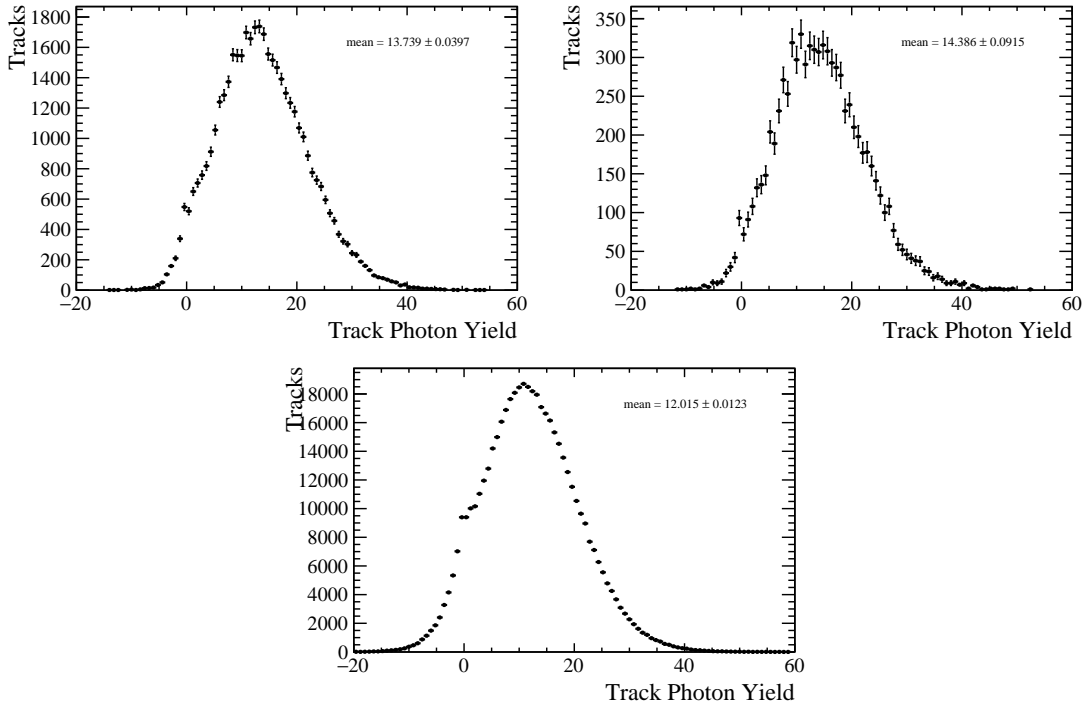 Tracks
1800
1600
1400
1200
1000
800
600
400
200
0
mean = 13.739 ± 0.0397
−20 0 20 40 60
Track Photon Yield
Tracks
350
300
250
200
150
100
50
0
mean = 14.386 ± 0.0915
−20 0 20 40 60
Track Photon Yield
Tracks
18000
16000
14000
12000
10000
8000
6000
4000
2000
0
mean = 12.015 ± 0.0123
−20 0 20 40 60
Track Photon Yield